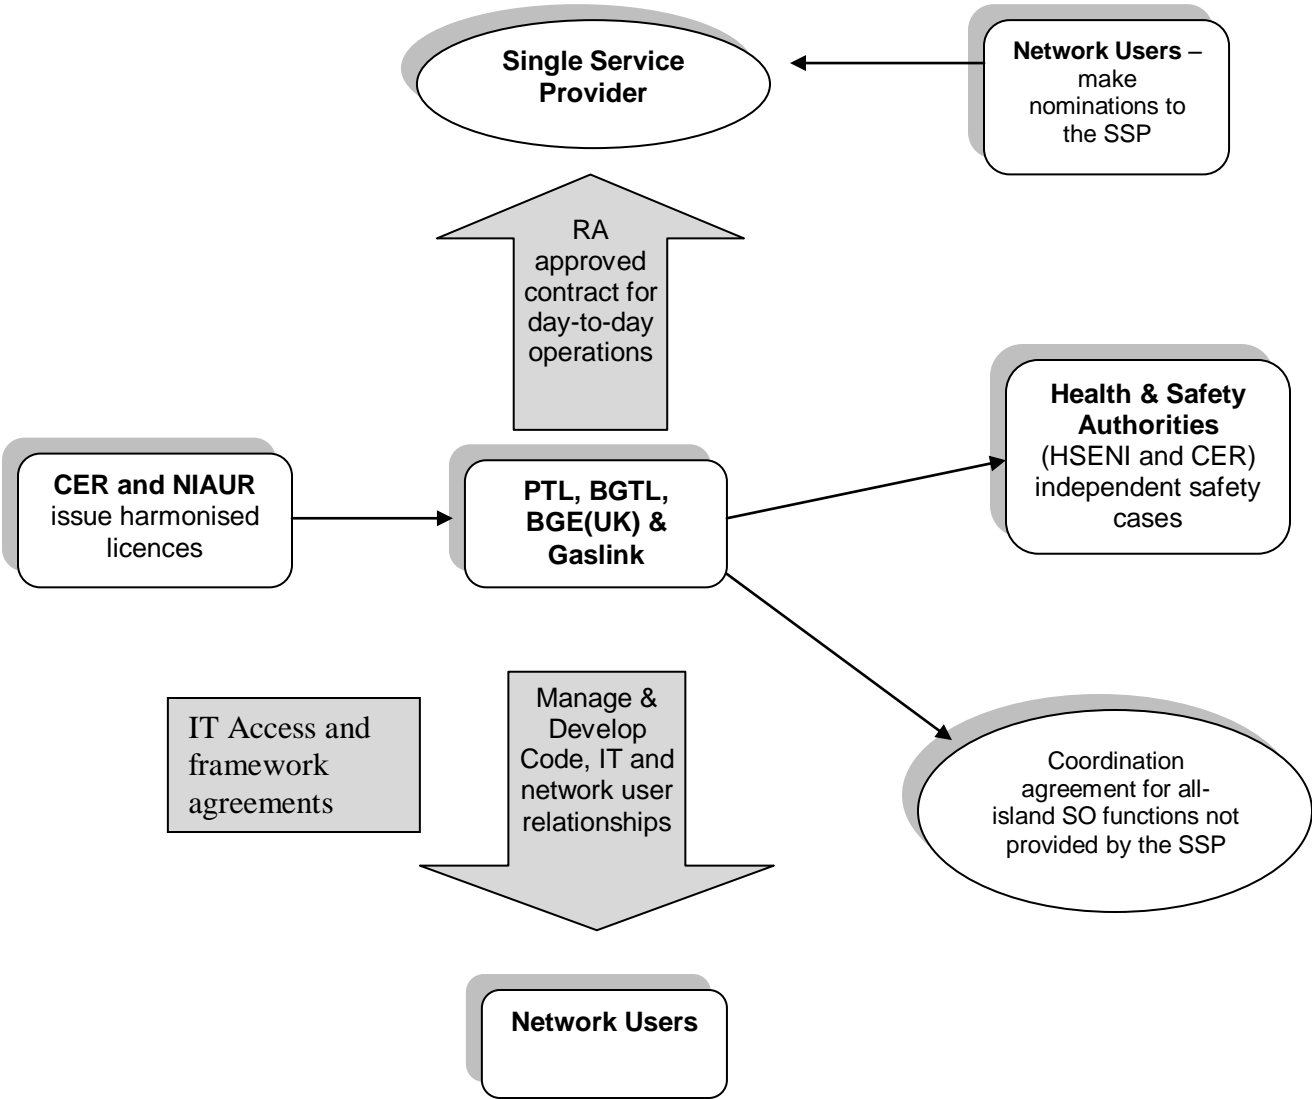 Single Service
Provider
Network Users –
make
nominations to
the SSP
RA
approved
contract for
day-to-day
operations
Health & Safety
Authorities
(HSENI and CER)
independent safety
cases
CER and NIAUR
issue harmonised
licences
PTL, BGTL,
BGE(UK) &
Gaslink
IT Access and
framework
agreements
Manage &
Develop
Code, IT and
network user
relationships
Coordination
agreement for all-
island SO functions not
provided by the SSP
Network Users